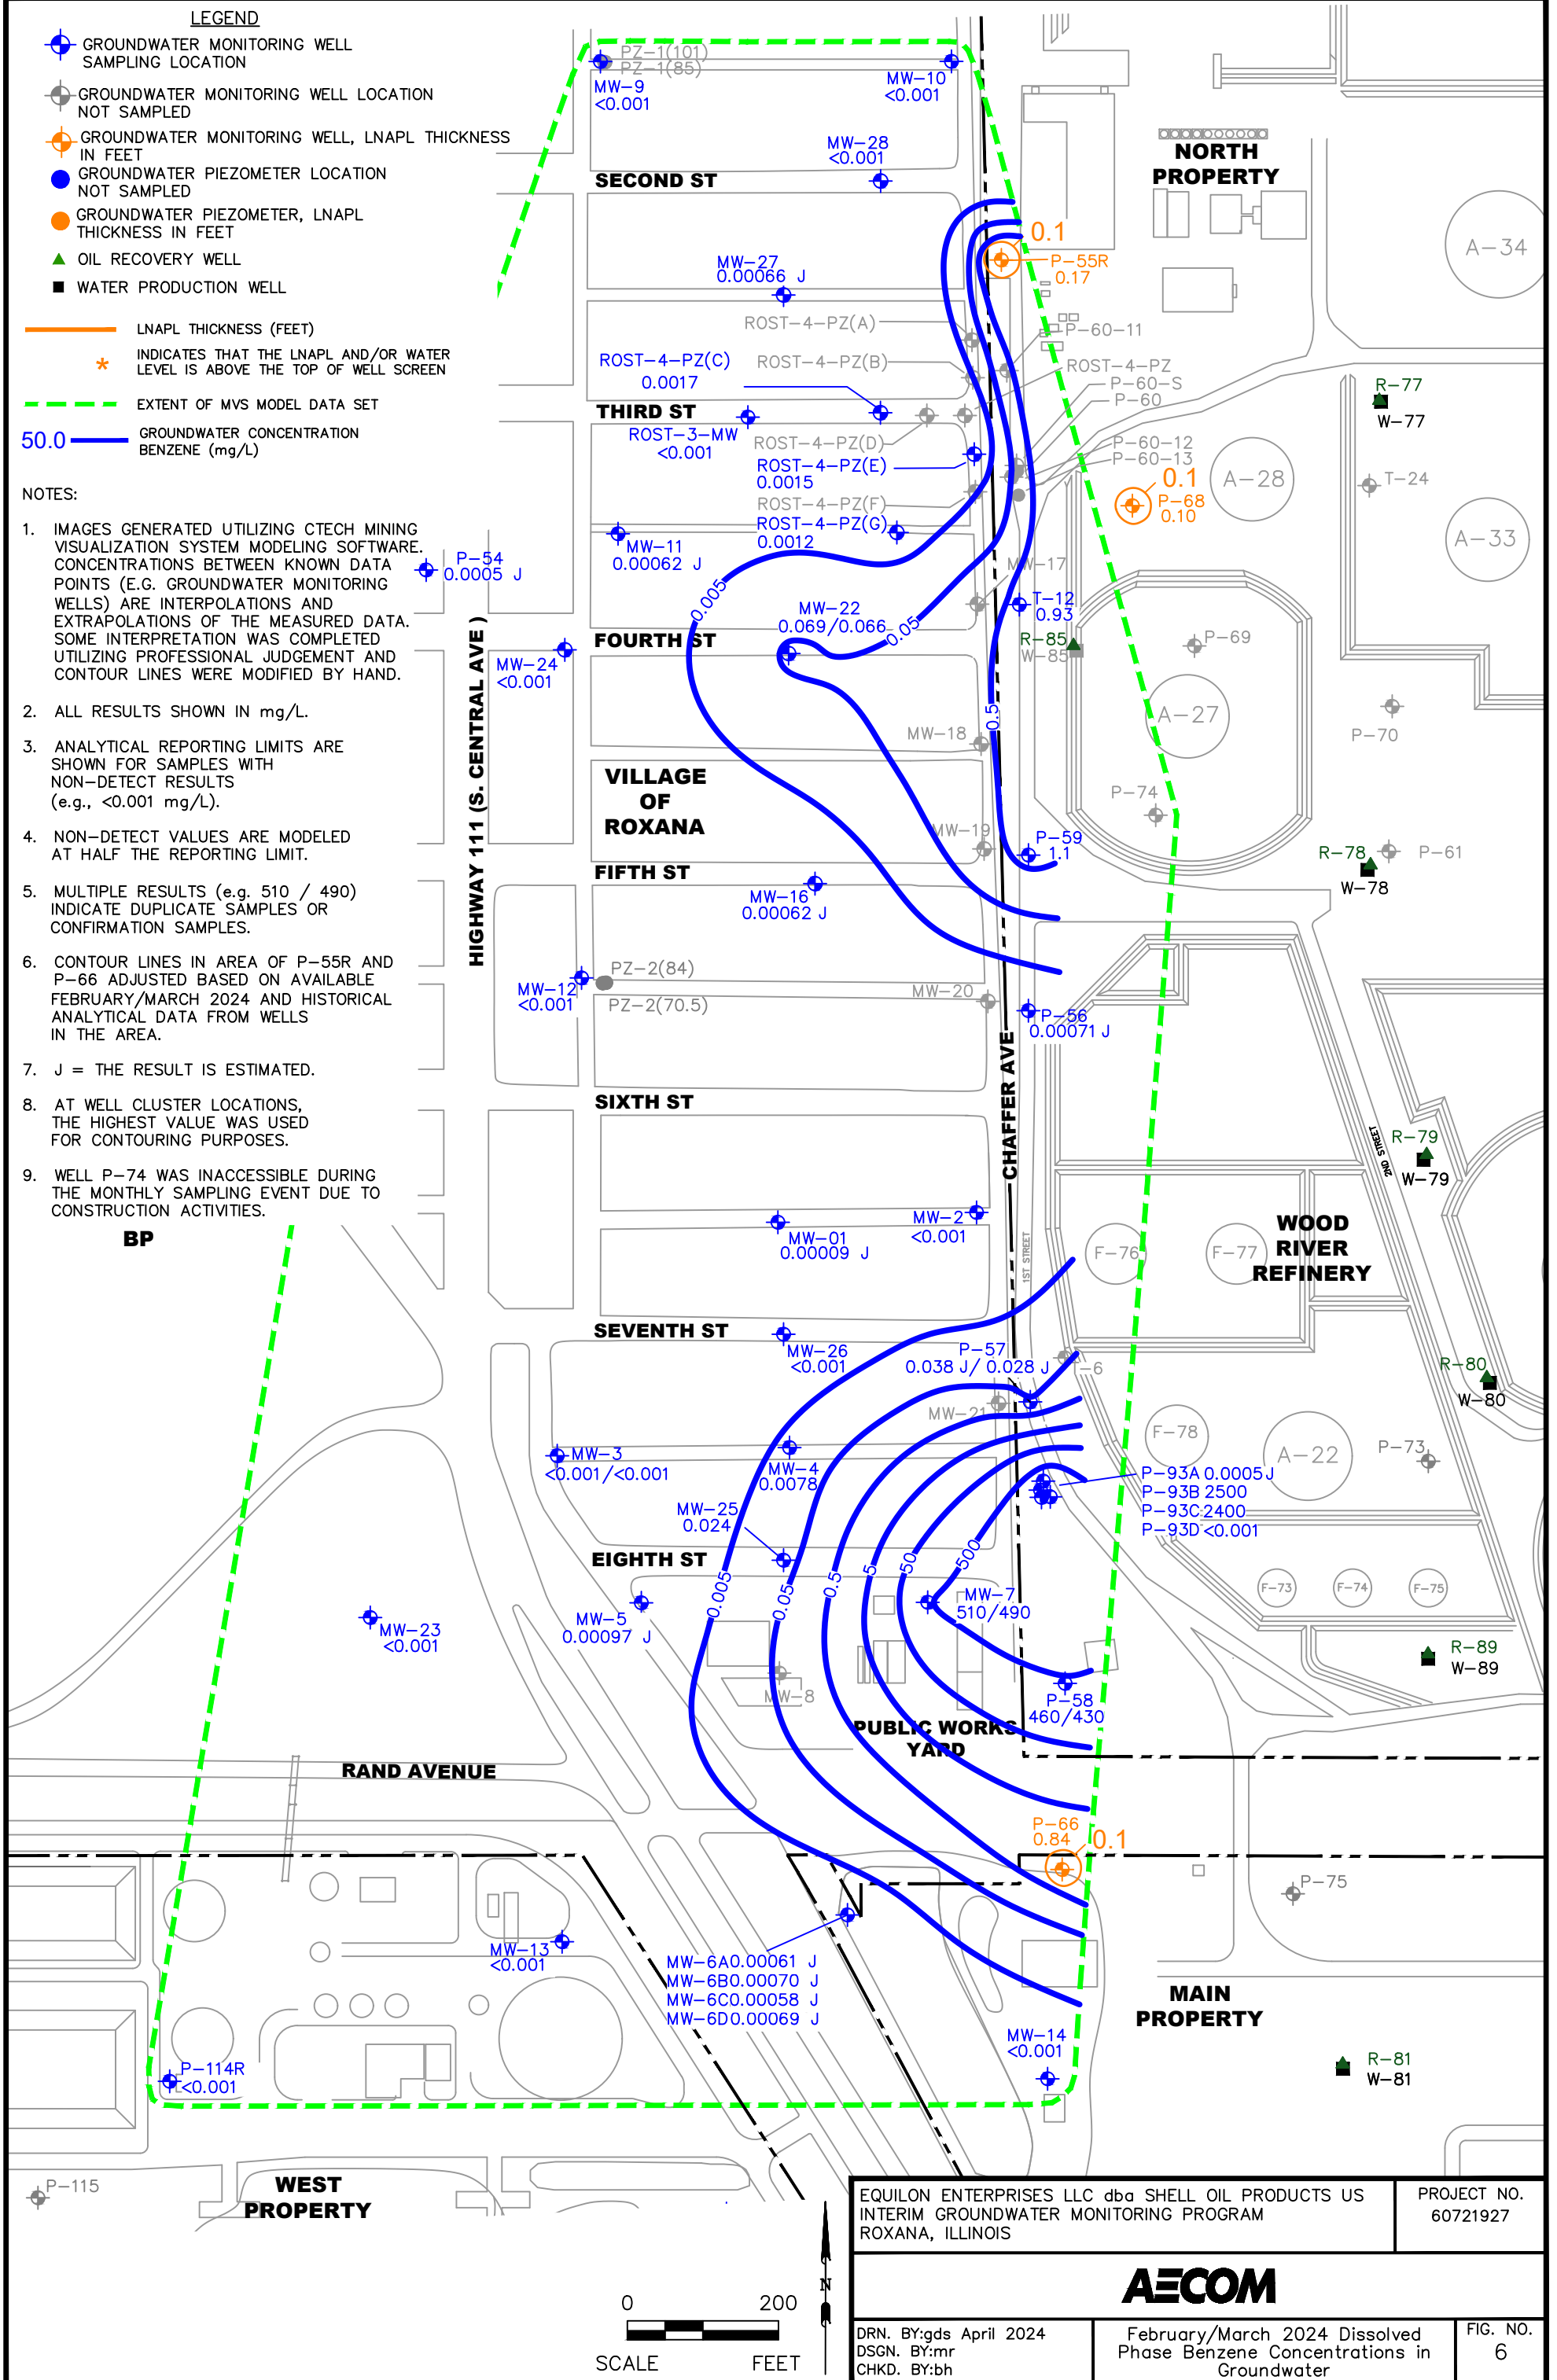 LEGEND
GROUNDWATER MONITORING WELL
SAMPLING LOCATION
GROUNDWATER MONITORING WELL LOCATION
NOT SAMPLED
GROUNDWATER MONITORING WELL, LNAPL THICKNESS
IN FEET
GROUNDWATER PIEZOMETER LOCATION
NOT SAMPLED
GROUNDWATER PIEZOMETER, LNAPL
THICKNESS IN FEET
OIL RECOVERY WELL
WATER PRODUCTION WELL
LNAPL THICKNESS (FEET)
* INDICATES THAT THE LNAPL AND/OR WATER
LEVEL IS ABOVE THE TOP OF WELL SCREEN
EXTENT OF MVS MODEL DATA SET
50.0 GROUNDWATER CONCENTRATION
BENZENE (mg/L)
NOTES:
1. IMAGES GENERATED UTILIZING CTECH MINING
VISUALIZATION SYSTEM MODELING SOFTWARE.
CONCENTRATIONS BETWEEN KNOWN DATA
POINTS (E.G. GROUNDWATER MONITORING
WELLS) ARE INTERPOLATIONS AND
EXTRAPOLATIONS OF THE MEASURED DATA.
SOME INTERPRETATION WAS COMPLETED
UTILIZING PROFESSIONAL JUDGEMENT AND
CONTOUR LINES WERE MODIFIED BY HAND.
2. ALL RESULTS SHOWN IN mg/L.
3. ANALYTICAL REPORTING LIMITS ARE
SHOWN FOR SAMPLES WITH
NON-DETECT RESULTS
(e.g., <0.001 mg/L).
4. NON-DETECT VALUES ARE MODELED
AT HALF THE REPORTING LIMIT.
5. MULTIPLE RESULTS (e.g. 510 / 490)
INDICATE DUPLICATE SAMPLES OR
CONFIRMATION SAMPLES.
6. CONTOUR LINES IN AREA OF P-55R AND
P-66 ADJUSTED BASED ON AVAILABLE
FEBRUARY/MARCH 2024 AND HISTORICAL
ANALYTICAL DATA FROM WELLS
IN THE AREA.
7. J = THE RESULT IS ESTIMATED.
8. AT WELL CLUSTER LOCATIONS,
THE HIGHEST VALUE WAS USED
FOR CONTOURING PURPOSES.
9. WELL P-74 WAS INACCESSIBLE DURING
THE MONTHLY SAMPLING EVENT DUE TO
CONSTRUCTION ACTIVITIES.
PZ-1(101)
PZ-1(85)
MW-9
<0.001
MW-10
<0.001
MW-28
<0.001
SECOND ST
NORTH
PROPERTY
A-34
0.1
P-55R
0.17
MW-27
0.00066 J
ROST-4-PZ(A)
P-60-11
ROST-4-PZ(C)
0.0017
ROST-4-PZ(B)
ROST-4-PZ
P-60-S
P-60
R-77
W-77
THIRD ST
ROST-3-MW
<0.001
ROST-4-PZ(D)
P-60-12
P-60-13
ROST-4-PZ(E)
0.0015
0.1
P-68
0.10
A-28
T-24
ROST-4-PZ(F)
ROST-4-PZ(G)
0.0012
MW-11
0.00062 J
A-33
P-54
0.0005 J
MW-17
0.005
MW-22
0.069/0.066
0.05
T-12
0.93
FOURTH ST
R-85
W-85
P-69
MW-24
<0.001
HIGHWAY 111 (S. CENTRAL AVE )
0.5
A-27
P-70
MW-18
VILLAGE
OF
ROXANA
P-74
MW-19
P-59
1.1
R-78
W-78
P-61
FIFTH ST
MW-16
0.00062 J
MW-12
<0.001
PZ-2(84)
PZ-2(70.5)
MW-20
P-56
0.00071 J
CHAFFER AVE
SIXTH ST
2ND STREET
R-79
W-79
BP
MW-01
0.00009 J
MW-2
<0.001
1ST STREET
F-76
F-77
WOOD
RIVER
REFINERY
SEVENTH ST
MW-26
<0.001
P-57
0.038 J/ 0.028 J
R-80
W-80
MW-21
F-78
A-22
P-73
MW-3
<0.001/<0.001
MW-4
0.0078
P-93A 0.0005J
P-93B 2500
P-93C 2400
P-93D <0.001
MW-25
0.024
EIGHTH ST
0.005
0.05
0.5
5
50
500
F-73
F-74
F-75
MW-7
510/490
MW-5
0.00097 J
MW-23
<0.001
R-89
W-89
MW-8
P-58
460/430
PUBLIC WORKS
YARD
RAND AVENUE
P-66
0.84
0.1
P-75
MW-13
<0.001
MW-6A0.00061 J
MW-6B0.00070 J
MW-6C0.00058 J
MW-6D0.00069 J
MAIN
PROPERTY
MW-14
<0.001
P-114R
<0.001
R-81
W-81
P-115
WEST
PROPERTY
N
0 200
SCALE FEET
EQUILON ENTERPRISES LLC dba SHELL OIL PRODUCTS US
INTERIM GROUNDWATER MONITORING PROGRAM
ROXANA, ILLINOIS
PROJECT NO.
60721927
AECOM
DRN. BY:gds April 2024
DSGN. BY:mr
CHKD. BY:bh
February/March 2024 Dissolved
Phase Benzene Concentrations in
Groundwater
FIG. NO.
6